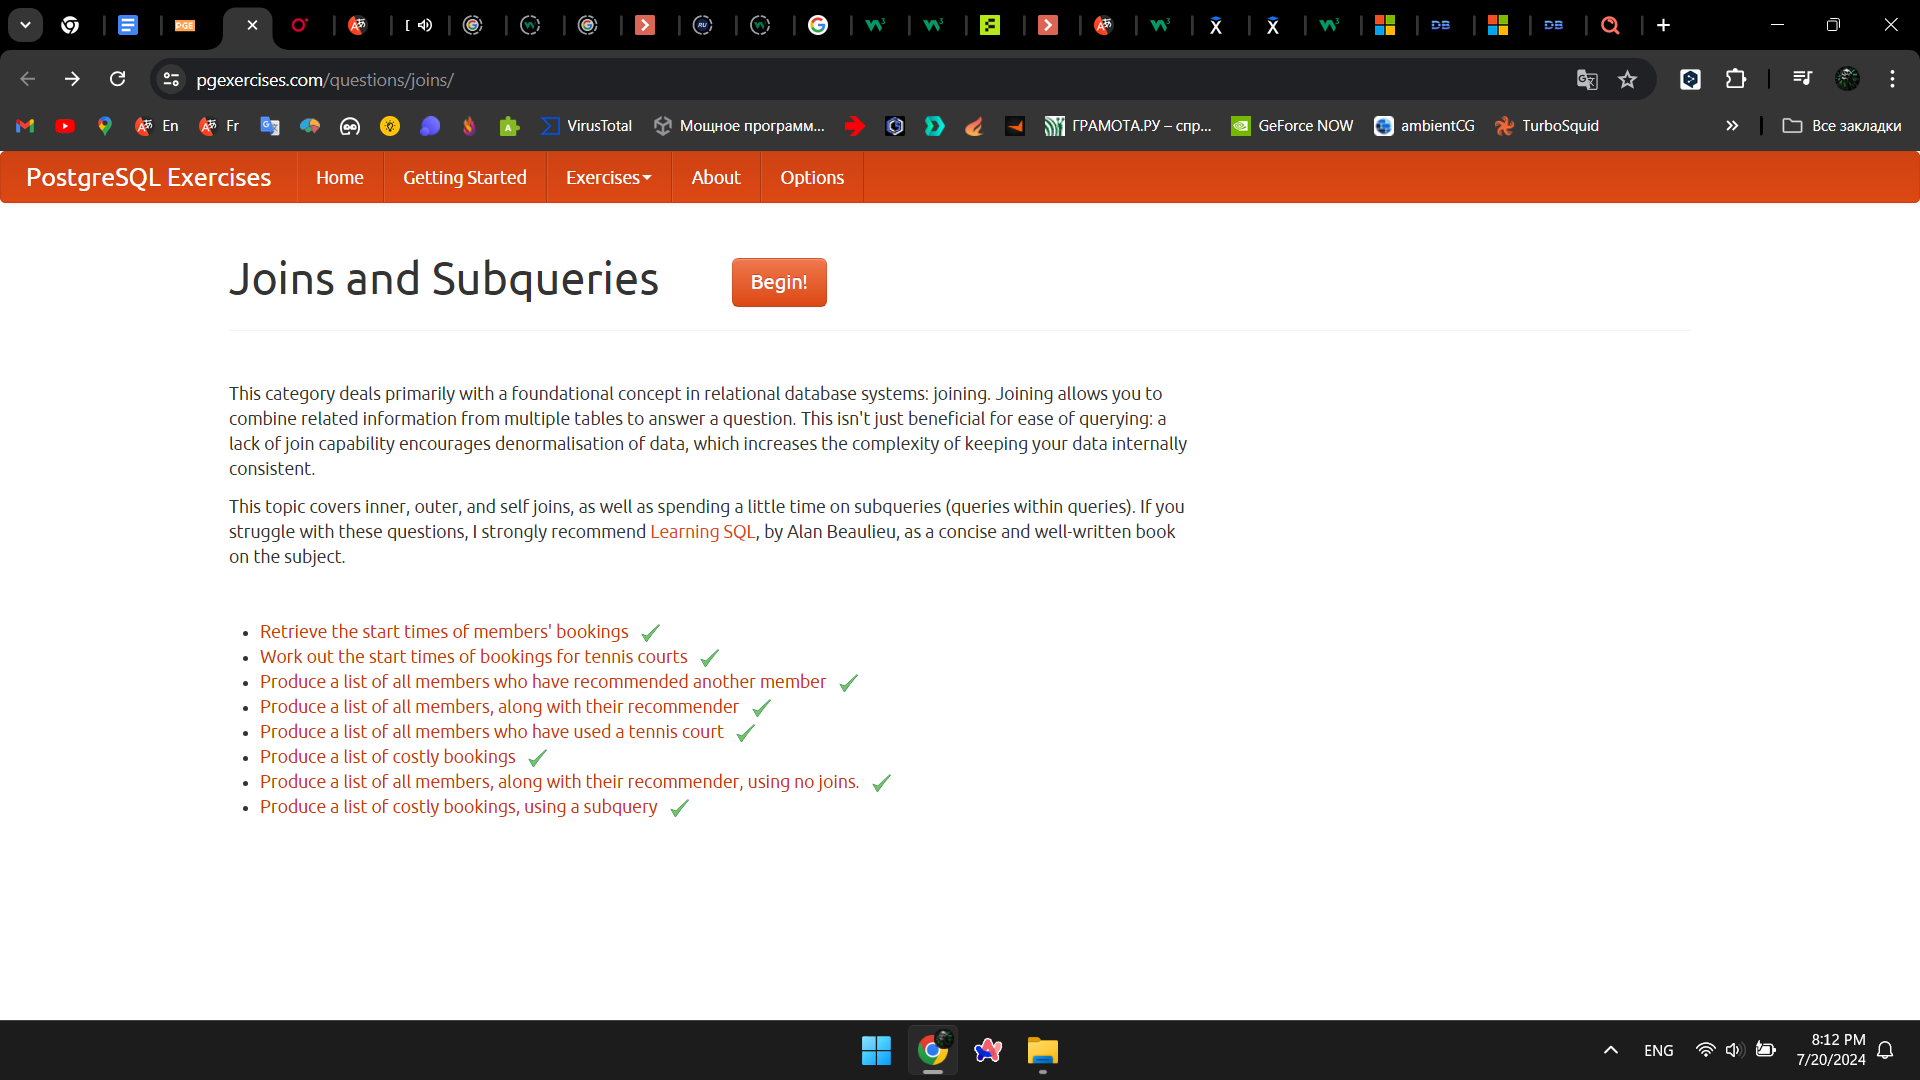 PGE
[
RU
DB
DB
pgexercises.com/questions/joins/
En
Fr
VirusTotal
Мощное программ...
ГРАМОТА.РУ – спр...
GeForce NOW
ambientCG
TurboSquid
Все закладки
PostgreSQL Exercises
Home
Getting Started
Exercises
About
Options
Joins and Subqueries
Begin!
This category deals primarily with a foundational concept in relational database systems: joining. Joining allows you to
combine related information from multiple tables to answer a question. This isn't just beneficial for ease of querying: a
lack of join capability encourages denormalisation of data, which increases the complexity of keeping your data internally
consistent.
This topic covers inner, outer, and self joins, as well as spending a little time on subqueries (queries within queries). If you
struggle with these questions, I strongly recommend Learning SQL, by Alan Beaulieu, as a concise and well-written book
on the subject.
Retrieve the start times of members' bookings
Work out the start times of bookings for tennis courts
Produce a list of all members who have recommended another member
Produce a list of all members, along with their recommender
Produce a list of all members who have used a tennis court
Produce a list of costly bookings
Produce a list of all members, along with their recommender, using no joins.
Produce a list of costly bookings, using a subquery
ENG
8:12 PM
7/20/2024